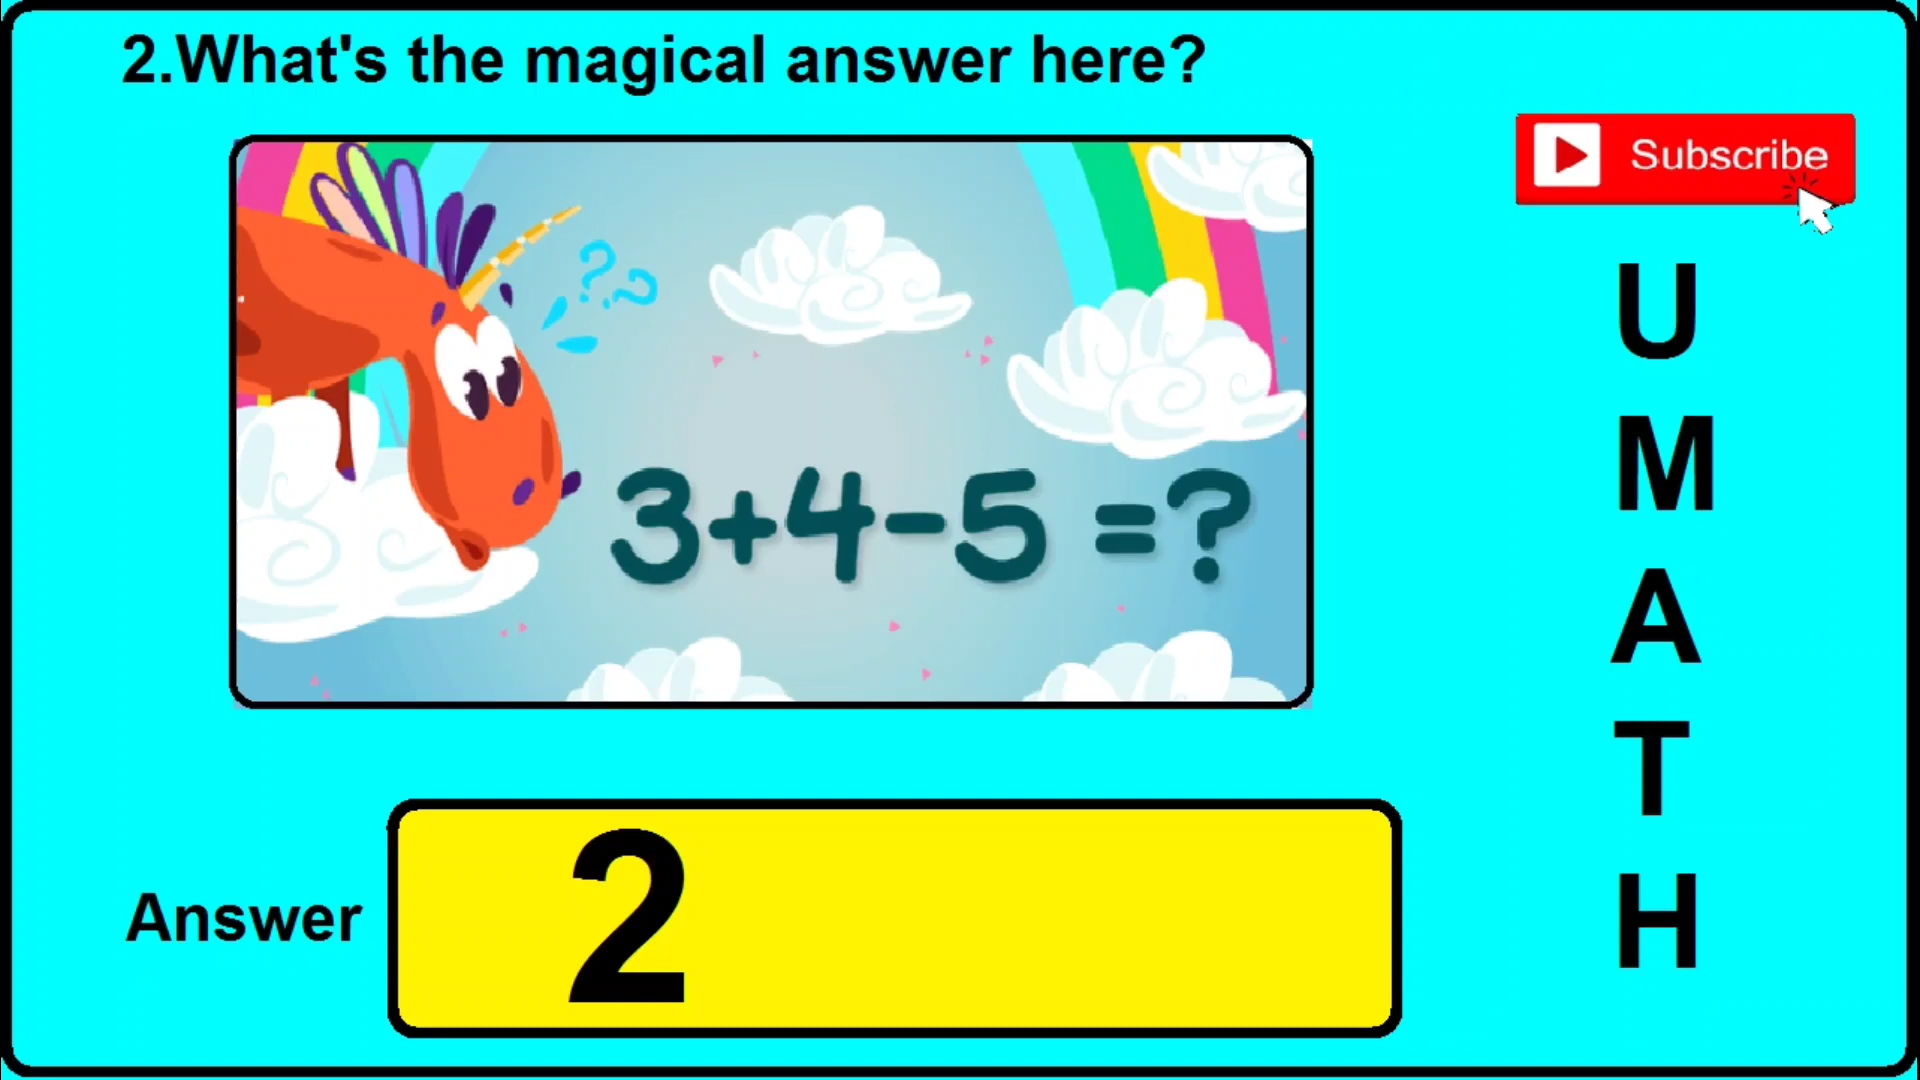 2.What's the magical answer here?
Subscribe
??
3+4-5 =?
U
M
A
T
H
Answer
2